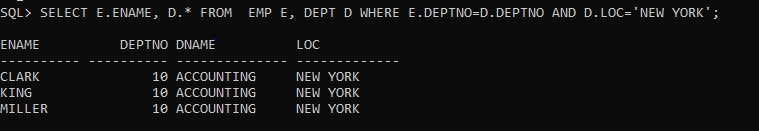 SQL> SELECT E.ENAME, D.* FROM  EMP E, DEPT D WHERE E.DEPTNO=D.DEPTNO AND D.LOC='NEW YORK';
ENAME          DEPTNO DNAME          LOC
---------- ---------- -------------- -------------
CLARK              10 ACCOUNTING     NEW YORK
KING               10 ACCOUNTING     NEW YORK
MILLER             10 ACCOUNTING     NEW YORK